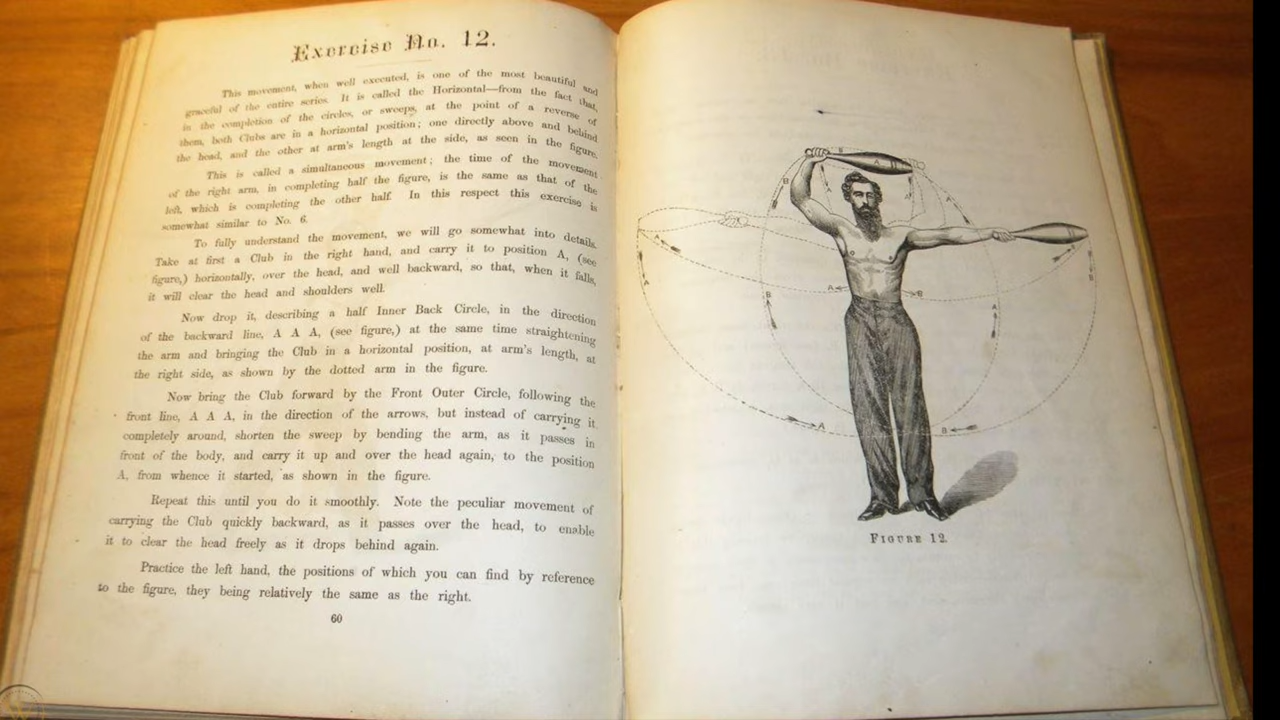 Exercise No. 12.
This movement, when well executed, is one of the most beautiful and
graceful of the entire series. It is called the Horizontal—from the fact that,
in the completion of the circles, or sweeps, at the point of a reverse of
them, both Clubs are in a horizontal position; one directly above and behind
the head, and the other at arm's length at the side, as seen in the figure.
This is called a simultaneous movement; the time of the movement
of the right arm, in completing half the figure, is the same as that of the
left, which is completing the other half. In this respect this exercise is
somewhat similar to No. 6.
To fully understand the movement, we will go somewhat into details.
Take at first a Club in the right hand, and carry it to position A, (see
figure,) horizontally, over the head, and well backward, so that, when it falls,
it will clear the head and shoulders well.
Now drop it, describing a half Inner Back Circle, in the direction
of the backward line, A A A, (see figure,) at the same time straightening
the arm and bringing the Club in a horizontal position, at arm's length, at
the right side, as shown by the dotted arm in the figure.
Now bring the Club forward by the Front Outer Circle, following the
front line, A A A, in the direction of the arrows, but instead of carrying it
completely around, shorten the sweep by bending the arm, as it passes in
front of the body, and carry it up and over the head again, to the position
A, from whence it started, as shown in the figure.
Repeat this until you do it smoothly. Note the peculiar movement of
carrying the Club quickly backward, as it passes over the head, to enable
it to clear the head freely as it drops behind again.
Practice the left hand, the positions of which you can find by reference
to the figure, they being relatively the same as the right.
60
B
A
B
A
B
A
A
B
A
B
B
A
A
A
B
FIGURE 12.